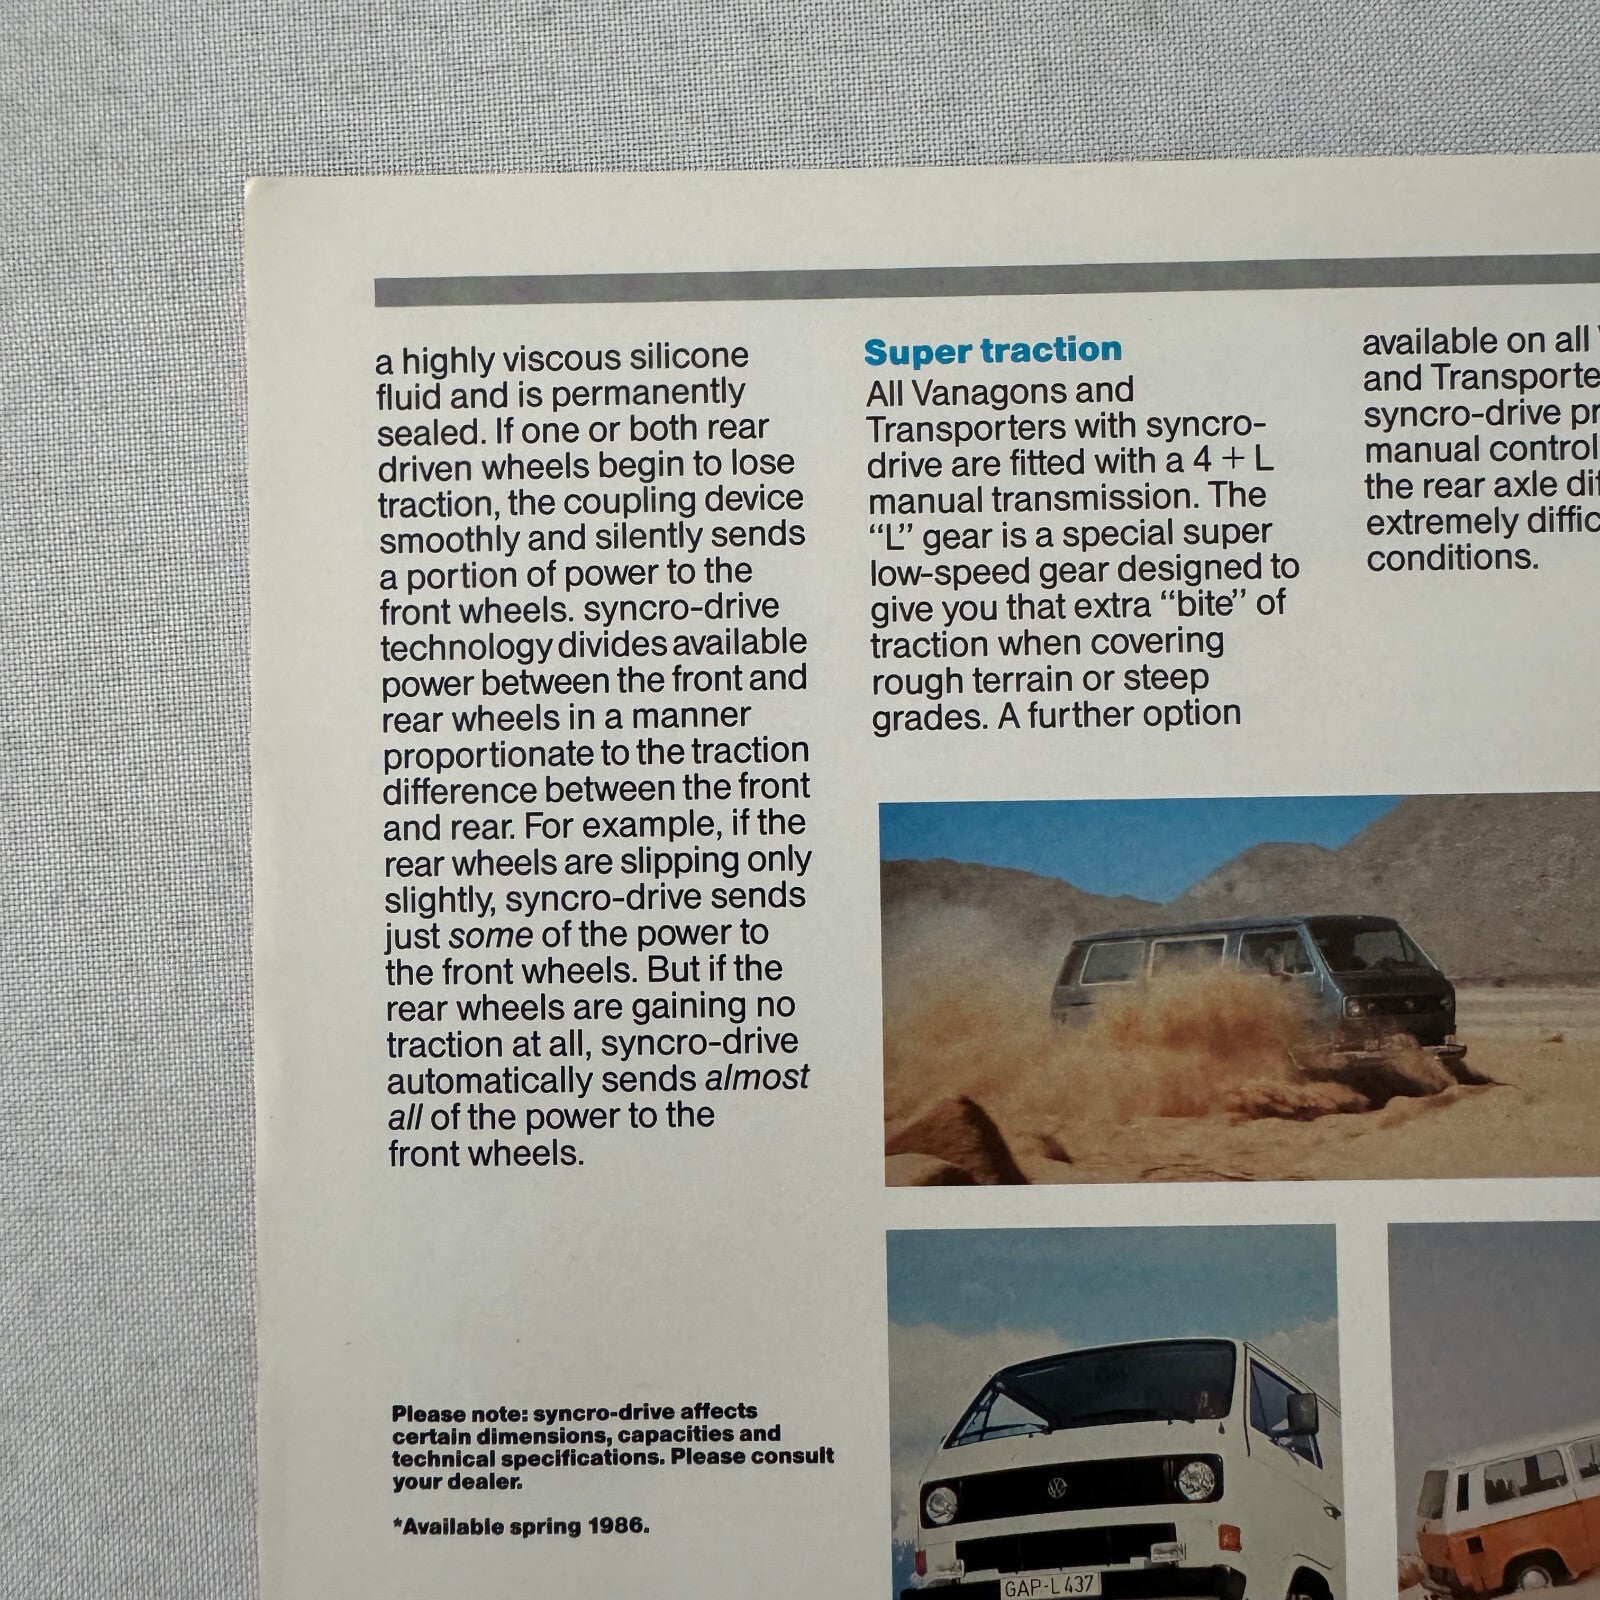 a highly viscous silicone
fluid and is permanently
sealed. If one or both rear
driven wheels begin to lose
traction, the coupling device
smoothly and silently sends
a portion of power to the
front wheels. syncro-drive
technology divides available
power between the front and
rear wheels in a manner
proportionate to the traction
difference between the front
and rear. For example, if the
rear wheels are slipping only
slightly, syncro-drive sends
just some of the power to
the front wheels. But if the
rear wheels are gaining no
traction at all, syncro-drive
automatically sends almost
all of the power to the
front wheels.
Please note: syncro-drive affects
certain dimensions, capacities and
technical specifications. Please consult
your dealer.
*Available spring 1986.
Super traction
All Vanagons and
Transporters with syncro-
drive are fitted with a 4 + L
manual transmission. The
“L” gear is a special super
low-speed gear designed to
give you that extra “bite” of
traction when covering
rough terrain or steep
grades. A further option
available on all
and
syncro-drive
manual control
the rear axle
extremely
conditions.
GAP-L 437